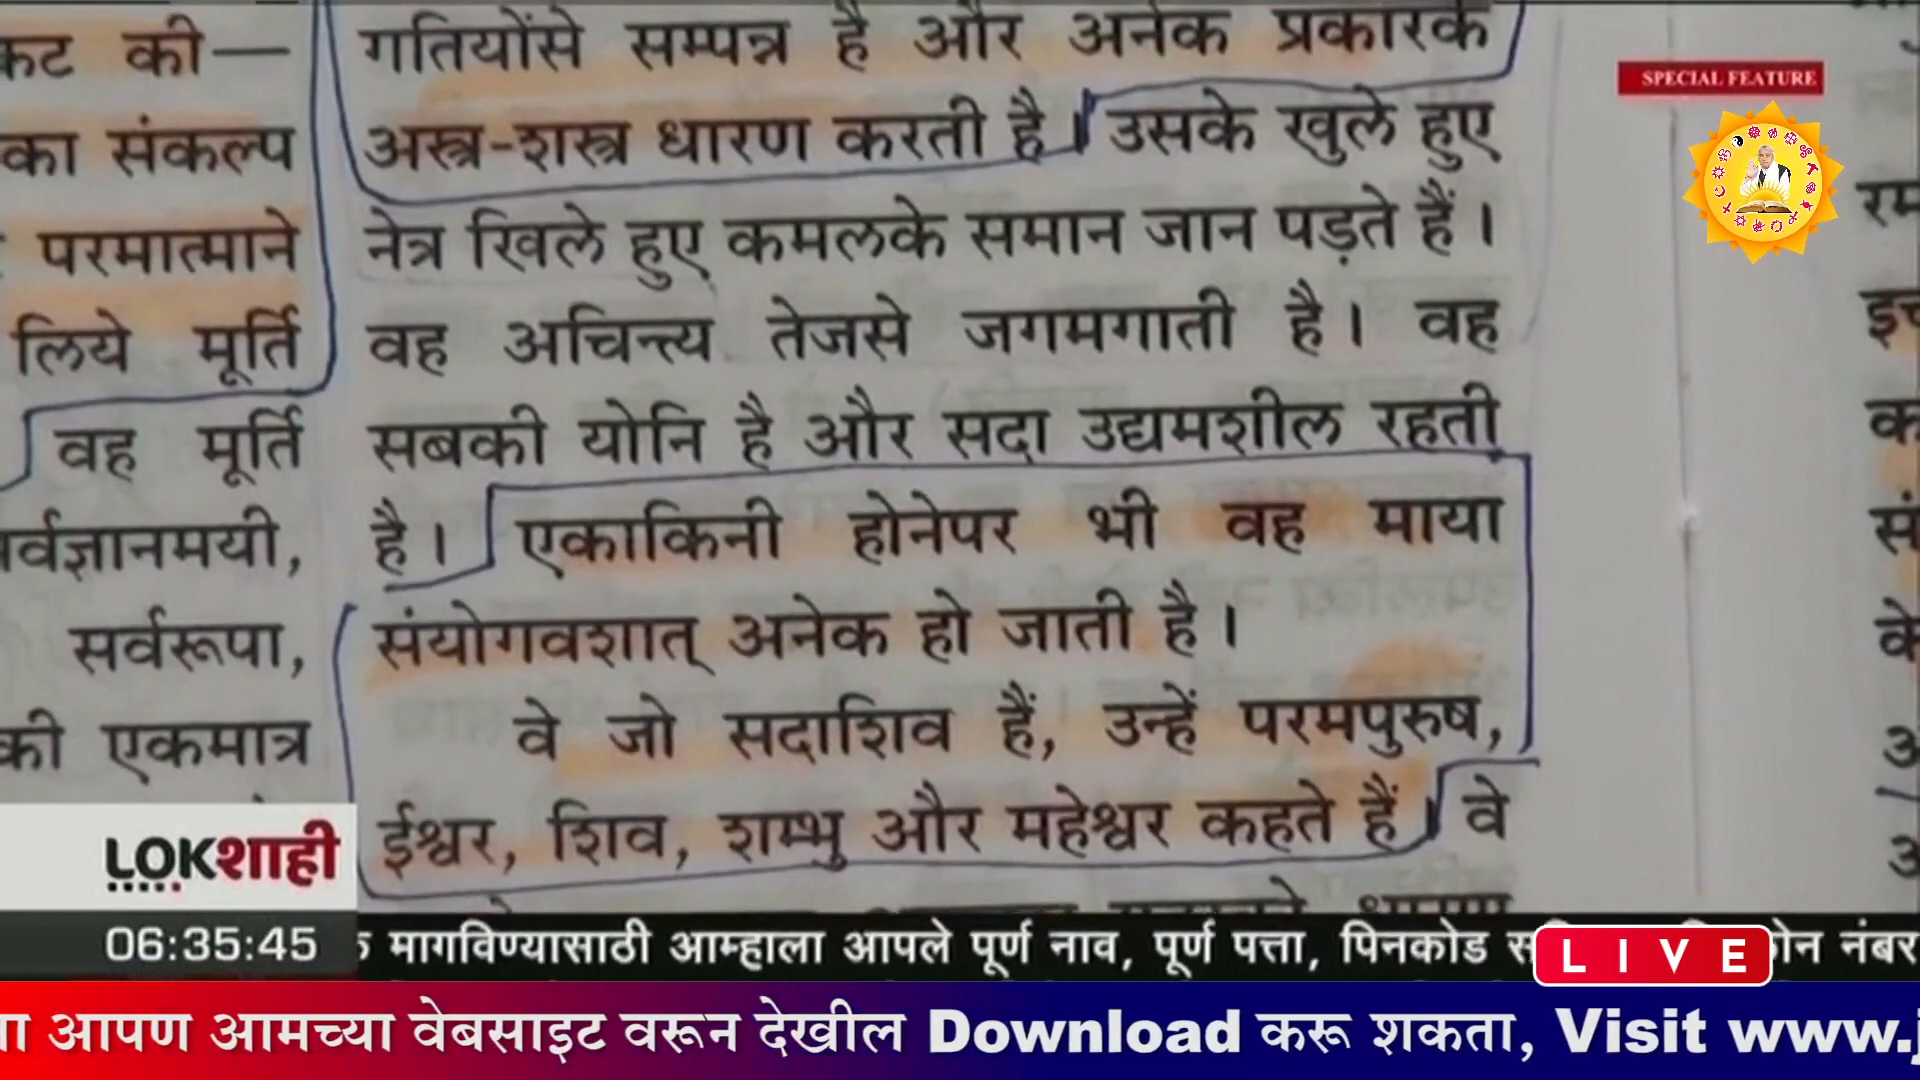 कट की—
का संकल्प
परमात्माने
लिये मूर्ति
वह मूर्ति
सर्वरूपा,
की एकमात्र
गतियोंसे सम्पन्न है और अनेक प्रकारके
अस्त्र-शस्त्र धारण करती है। उसके खुले हुए
नेत्र खिले हुए कमलके समान जान पड़ते हैं।
वह अचिन्त्य तेजसे जगमगाती है। वह
सबकी योनि है और सदा उद्यमशील रहती
है। एकाकिनी होनेपर भी वह माया
संयोगवशात् अनेक हो जाती है।
वे जो सदाशिव हैं, उन्हें परमपुरुष,
ईश्वर, शिव, शम्भु और महेश्वर कहते हैं। वे
SPECIAL FEATURE
LOKशाही
06:35:45
मागविण्यासाठी आम्हाला आपले पूर्ण नाव, पूर्ण पत्ता, पिनकोड
नंबर
LIVE
आपण आमच्या वेबसाइट वरून देखील Download करू शकता, Visit www.j